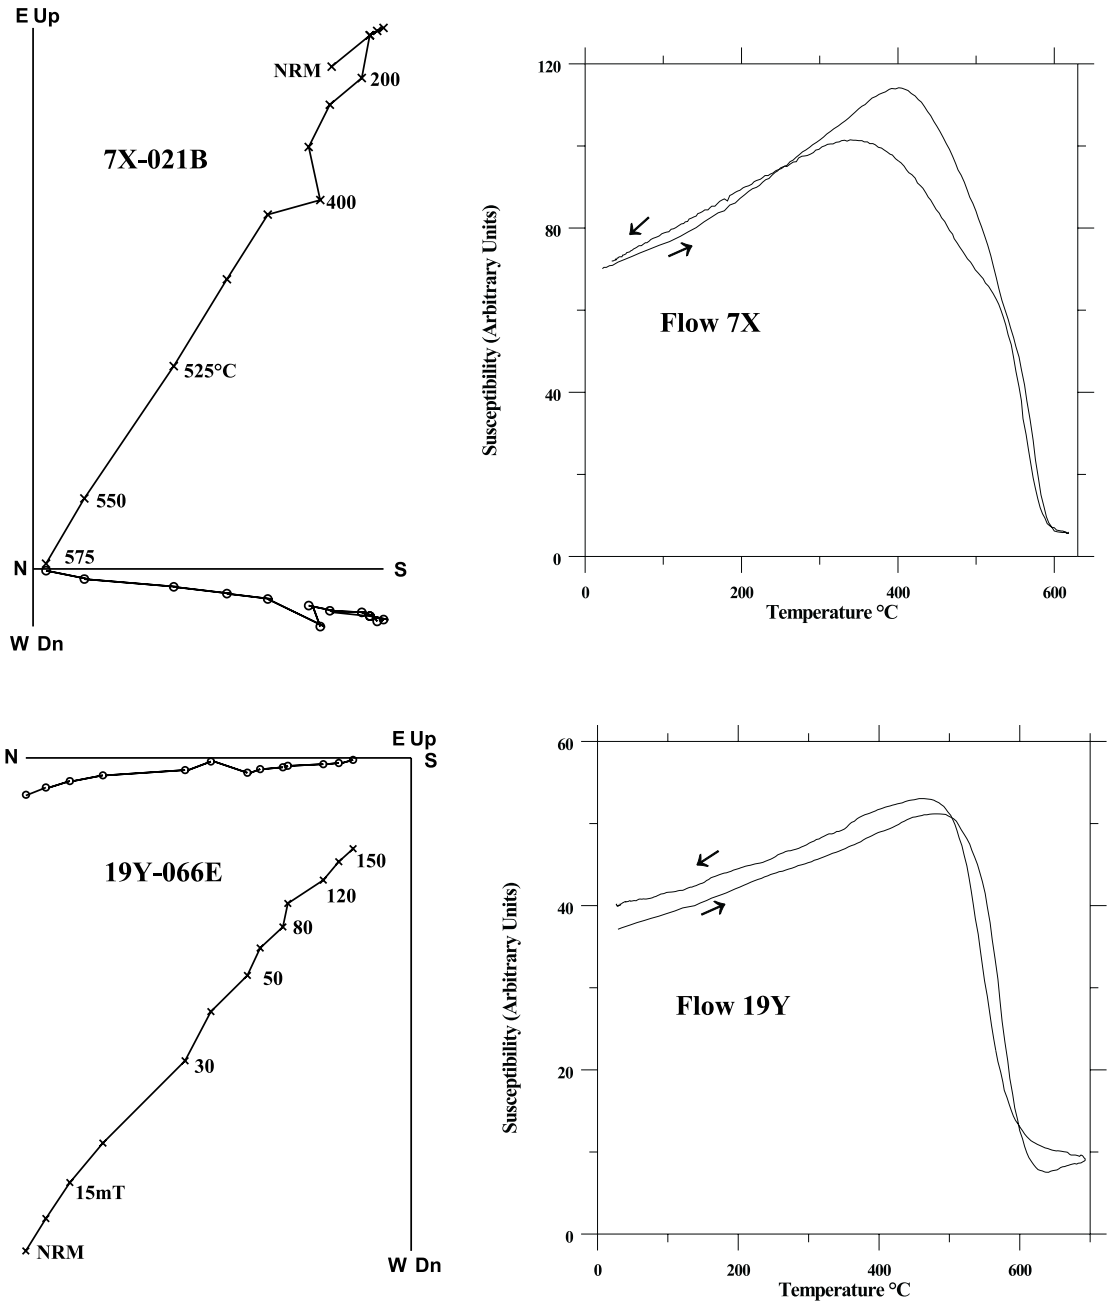 E Up
NRM
200
7X-021B
400
525°C
550
575
N
S
W Dn
120
80
40
0
Susceptibility (Arbitrary Units)
Flow 7X
0
200
400
600
Temperature °C
N
E Up
S
19Y-066E
150
120
80
50
30
15mT
NRM
W Dn
60
40
20
0
Susceptibility (Arbitrary Units)
Flow 19Y
0
200
400
600
Temperature °C